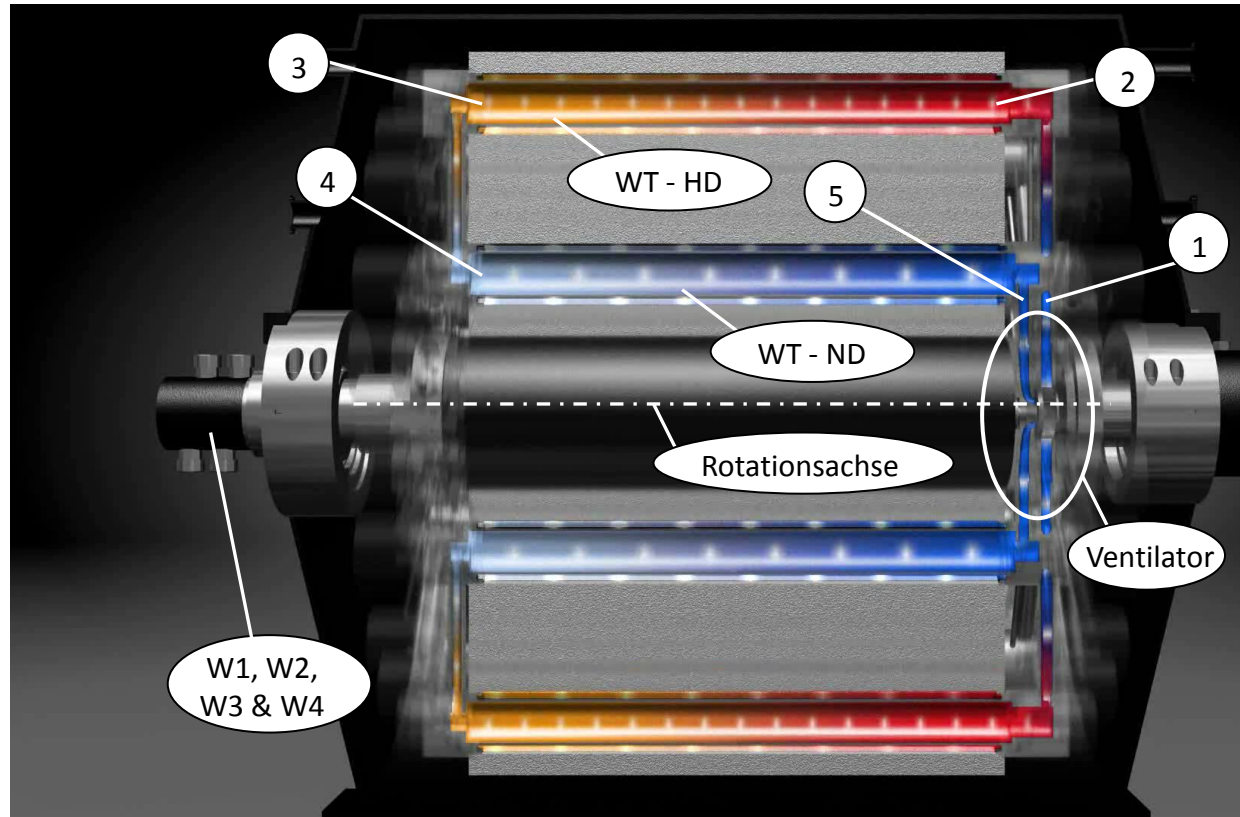 3
2
WT - HD
4
5
1
WT - ND
Rotationsachse
Ventilator
W1, W2,
W3 & W4